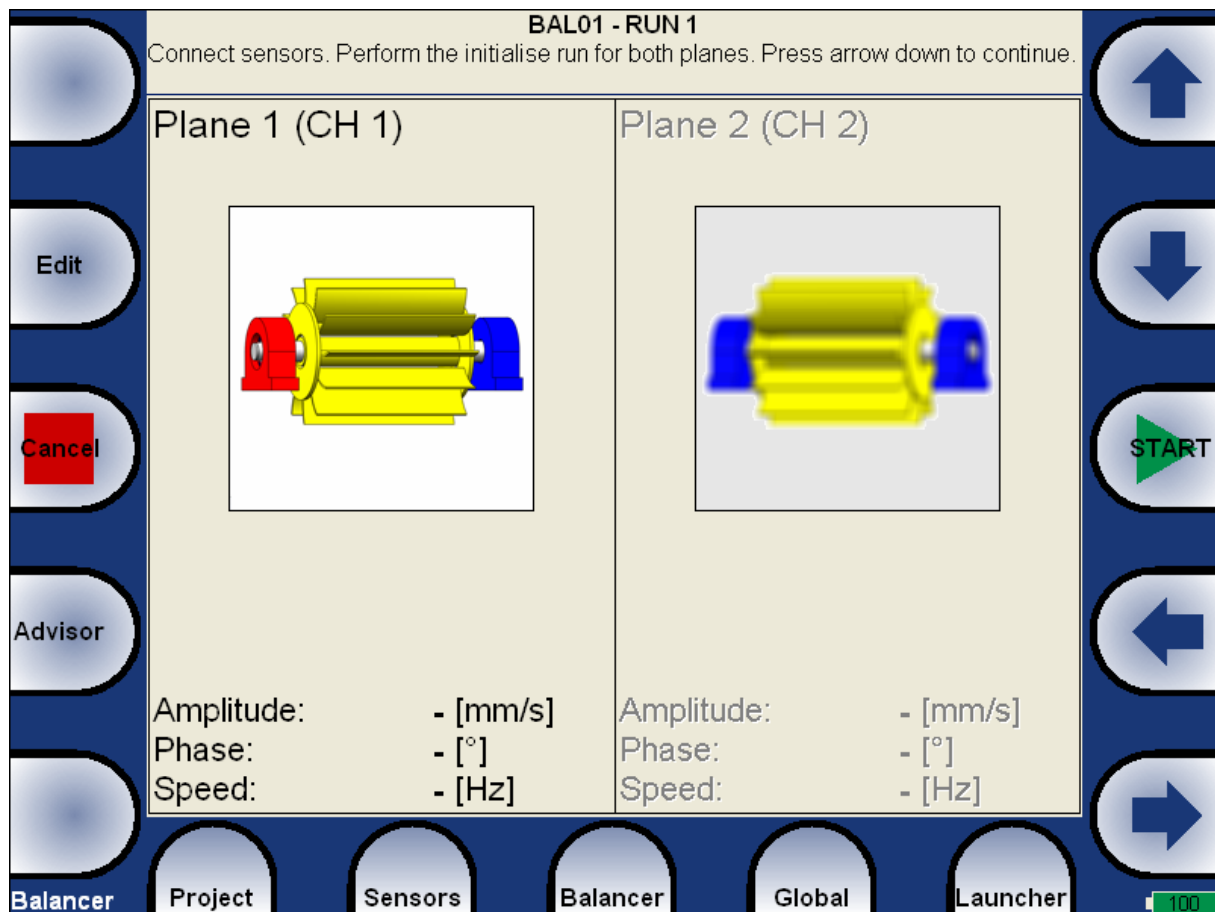 BAL01 - RUN 1
Connect sensors. Perform the initialise run for both planes. Press arrow down to continue.
Plane 1 (CH 1)
Plane 2 (CH 2)
Edit
Cancel
START
Advisor
Amplitude: - [mm/s]
Phase: - [°]
Speed: - [Hz]
Amplitude: - [mm/s]
Phase: - [°]
Speed: - [Hz]
Balancer
Project
Sensors
Balancer
Global
Launcher
100